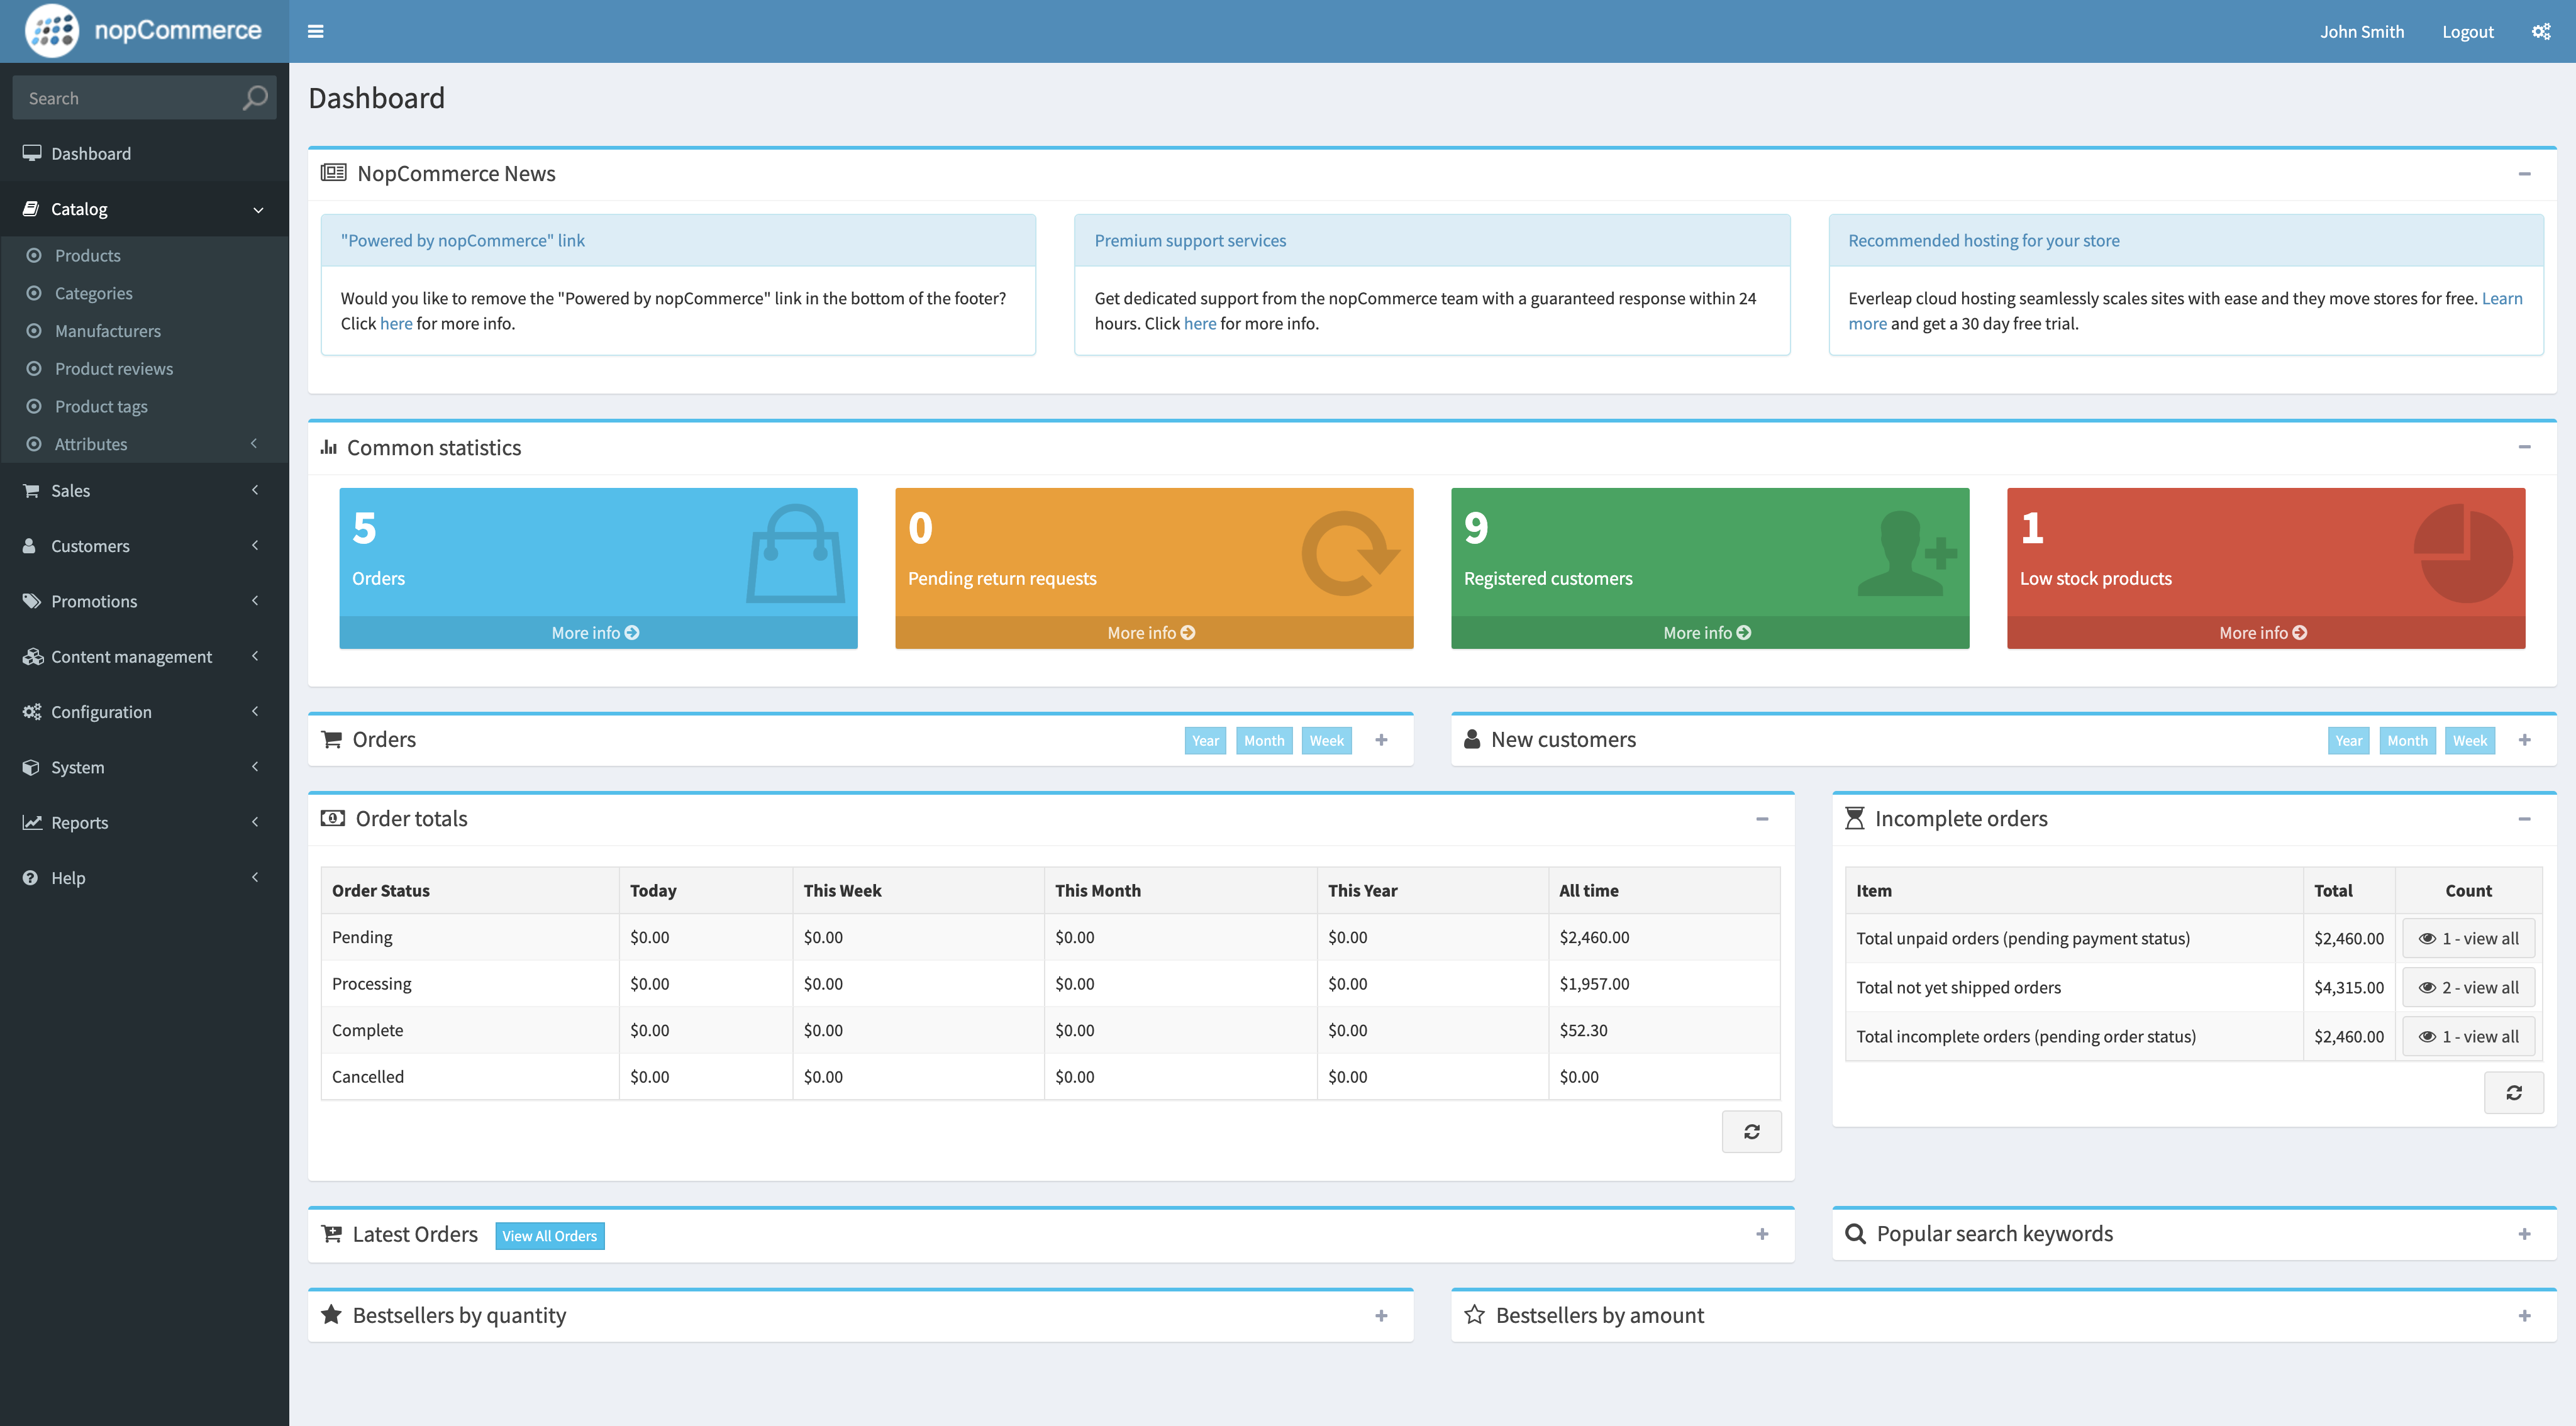 nopCommerce
John Smith Logout
Search
Dashboard
Catalog
Products
Categories
Manufacturers
Product reviews
Product tags
Attributes
Sales
Customers
Promotions
Content management
Configuration
System
Reports
Help
Dashboard
NopCommerce News
"Powered by nopCommerce" link
Would you like to remove the "Powered by nopCommerce" link in the bottom of the footer?
Click here for more info.
Premium support services
Get dedicated support from the nopCommerce team with a guaranteed response within 24
hours. Click here for more info.
Recommended hosting for your store
Everleap cloud hosting seamlessly scales sites with ease and they move stores for free. Learn
more and get a 30 day free trial.
Common statistics
5
Orders
More info
0
Pending return requests
More info
9
Registered customers
More info
1
Low stock products
More info
Orders Year Month Week
New customers Year Month Week
Order totals
Order Status Today This Week This Month This Year All time
Pending $0.00 $0.00 $0.00 $0.00 $2,460.00
Processing $0.00 $0.00 $0.00 $0.00 $1,957.00
Complete $0.00 $0.00 $0.00 $0.00 $52.30
Cancelled $0.00 $0.00 $0.00 $0.00 $0.00
Incomplete orders
Item Total Count
Total unpaid orders (pending payment status) $2,460.00 1 - view all
Total not yet shipped orders $4,315.00 2 - view all
Total incomplete orders (pending order status) $2,460.00 1 - view all
Latest Orders View All Orders
Popular search keywords
Bestsellers by quantity
Bestsellers by amount